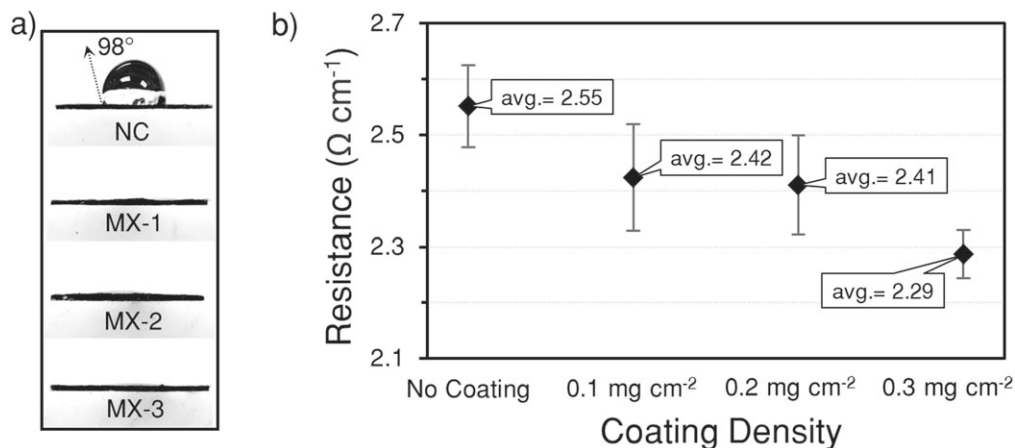 a)
98°
NC
MX-1
MX-2
MX-3
b)
Resistance (Ω cm⁻¹)
2.7
2.5
2.3
2.1
avg.= 2.55
avg.= 2.42
avg.= 2.41
avg.= 2.29
No Coating 0.1 mg cm⁻² 0.2 mg cm⁻² 0.3 mg cm⁻²
Coating Density